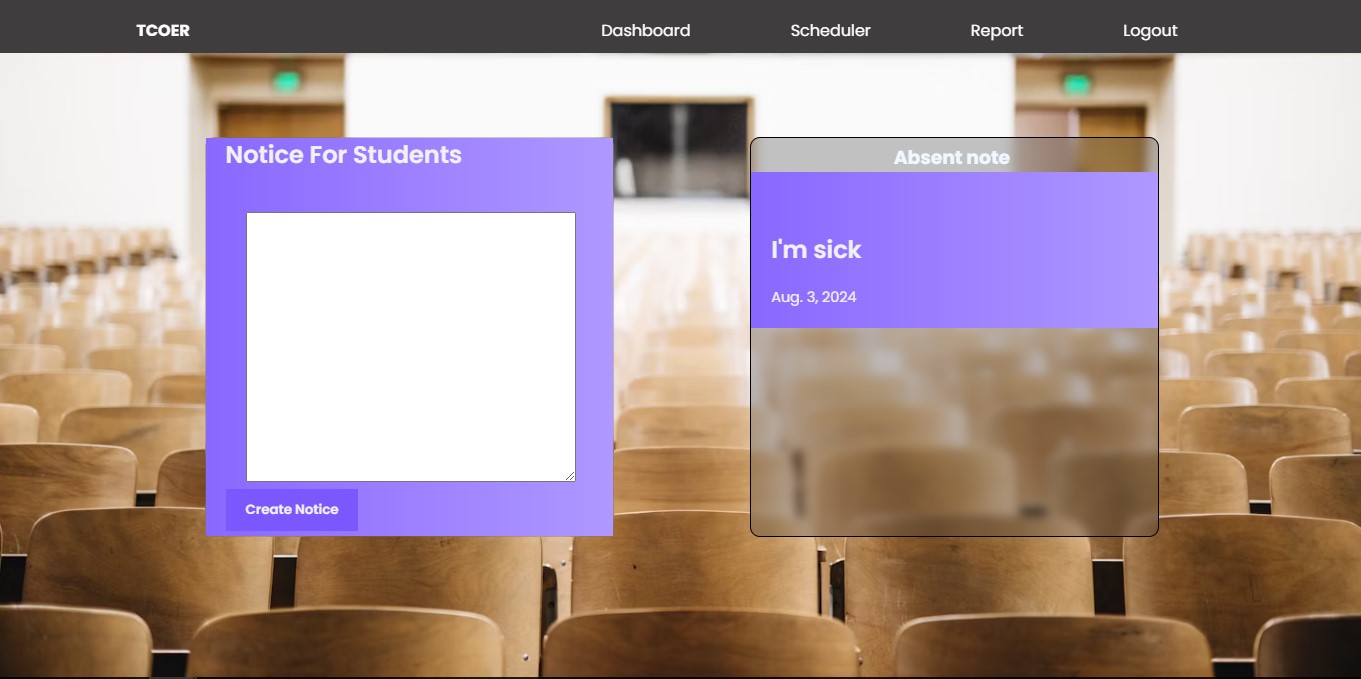 TCOER Dashboard Scheduler Report Logout
Notice For Students
Create Notice
Absent note
I'm sick
Aug. 3, 2024